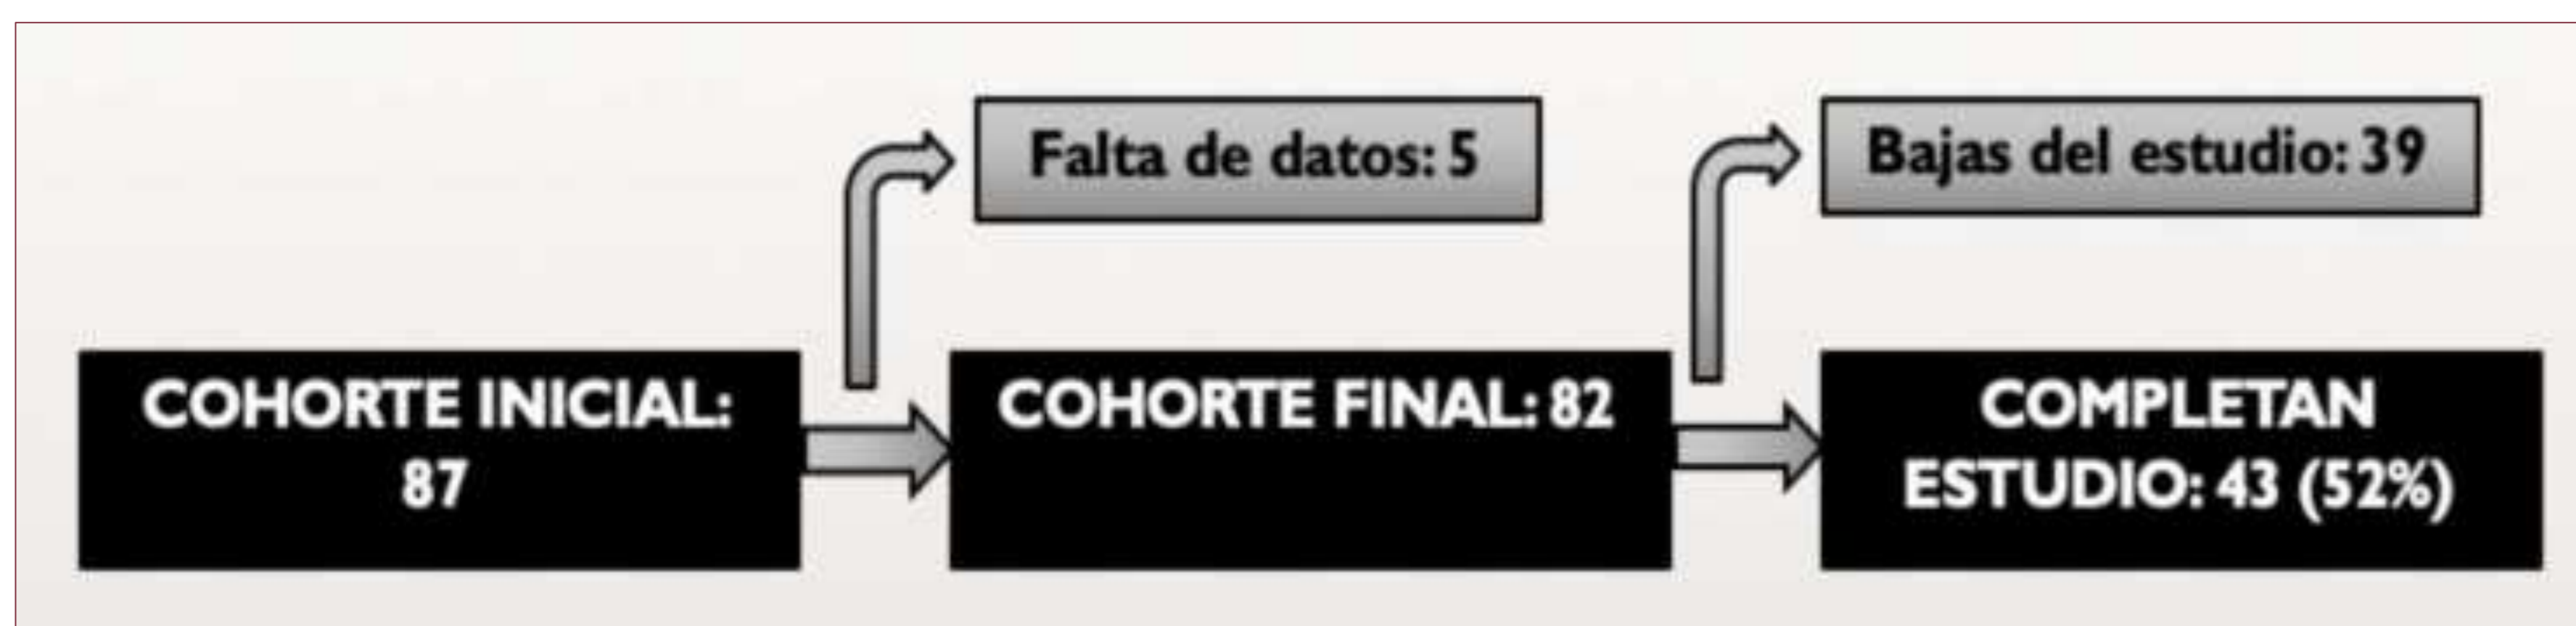 Falta de datos: 5
Bajas del estudio: 39
COHORTE INICIAL:
87
COHORTE FINAL: 82
COMPLETAN
ESTUDIO: 43 (52%)